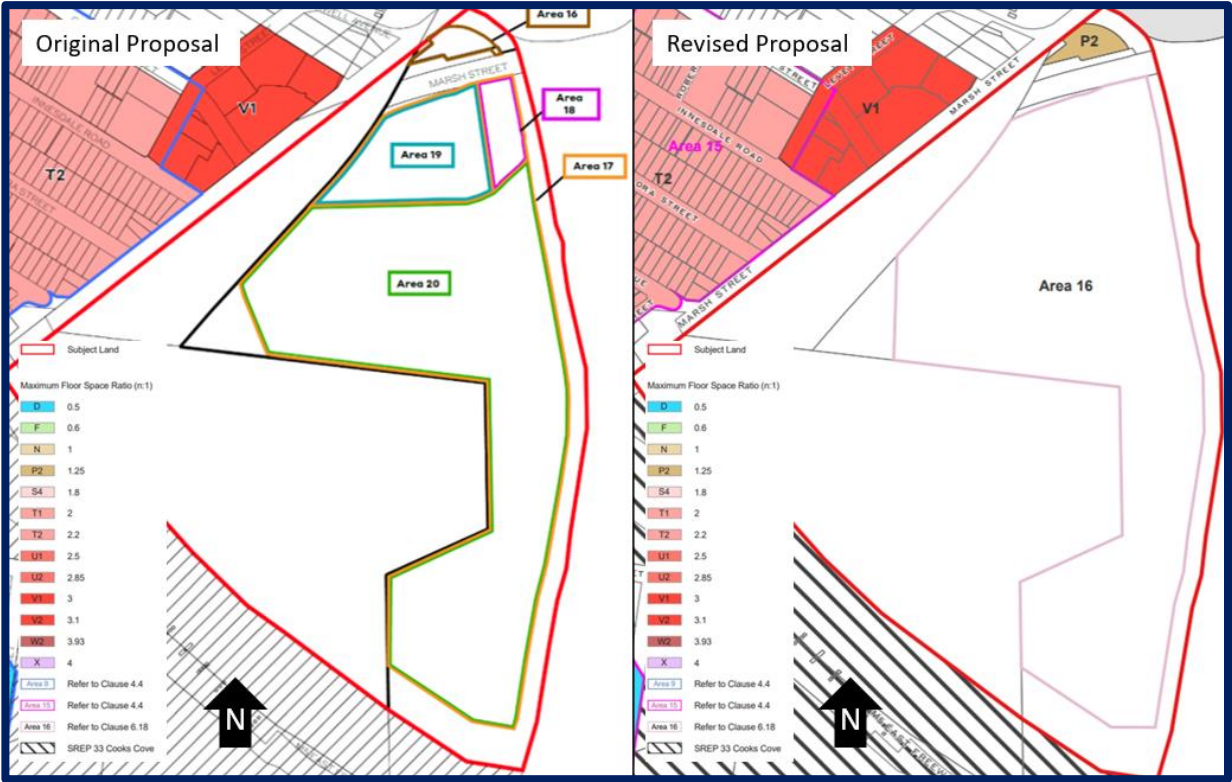 Original Proposal
Area 16
MARSH STREET
V1
Area 18
Area 19
Area 17
INNESDALE ROAD
T2
Area 20
Subject Land
Maximum Floor Space Ratio (n:1)
D 0.5
F 0.6
N 1
P2 1.25
S4 1.8
T1 2
T2 2.2
U1 2.5
U2 2.85
V1 3
V2 3.1
W2 3.93
X 4
Area 9 Refer to Clause 4.4
Area 15 Refer to Clause 4.4
Area 16 Refer to Clause 6.18
SREP 33 Cooks Cove
N
Revised Proposal
P2
STREET
MARSH STREET
V1
INNESDALE ROAD
Area 15
T2
STREET
Area 16
MARSH STREET
Subject Land
Maximum Floor Space Ratio (n:1)
D 0.5
F 0.6
N 1
P2 1.25
S4 1.8
T1 2
T2 2.2
U1 2.5
U2 2.85
V1 3
V2 3.1
W2 3.93
X 4
Area 9 Refer to Clause 4.4
Area 15 Refer to Clause 4.4
Area 16 Refer to Clause 6.18
SREP 33 Cooks Cove
N